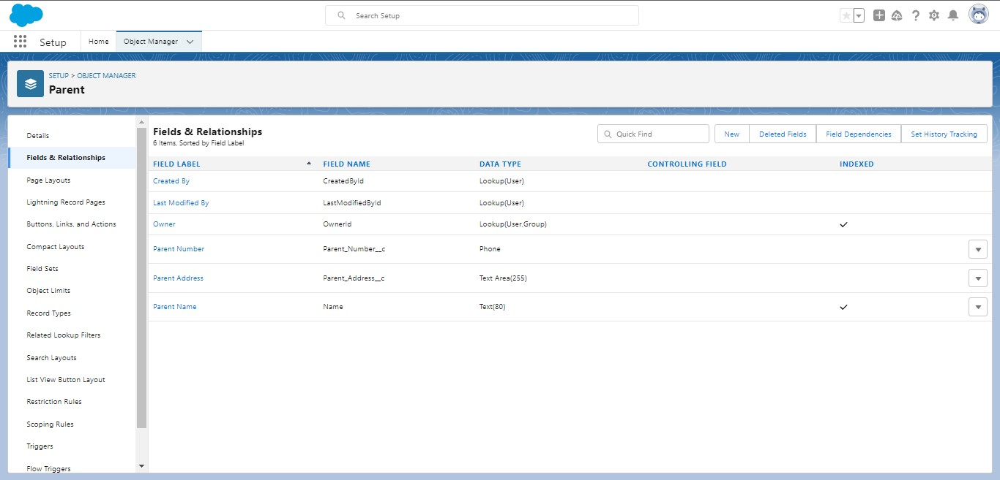 Search Setup
Setup
Home
Object Manager
SETUP > OBJECT MANAGER
Parent
Details
Fields & Relationships
Page Layouts
Lightning Record Pages
Buttons, Links, and Actions
Compact Layouts
Field Sets
Object Limits
Record Types
Related Lookup Filters
Search Layouts
List View Button Layout
Restriction Rules
Scoping Rules
Triggers
Flow Triggers
Fields & Relationships
6 Items, Sorted by Field Label
Quick Find
New
Deleted Fields
Field Dependencies
Set History Tracking
FIELD LABEL FIELD NAME DATA TYPE CONTROLLING FIELD INDEXED
Created By CreatedById Lookup(User)
Last Modified By LastModifiedById Lookup(User)
Owner OwnerId Lookup(User,Group)
Parent Number Parent_Number__c Phone
Parent Address Parent_Address__c Text Area(255)
Parent Name Name Text(80)